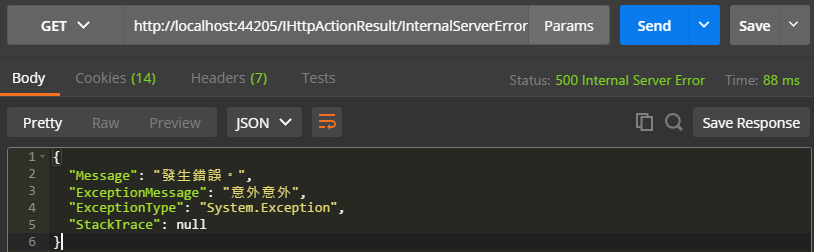 GET http://localhost:44205/IHttpActionResult/InternalServerError Params Send Save
Body Cookies (14) Headers (7) Tests Status: 500 Internal Server Error Time: 88 ms
Pretty Raw Preview JSON Save Response
1 {
2 "Message": "發生錯誤。",
3 "ExceptionMessage": "意外意外",
4 "ExceptionType": "System.Exception",
5 "StackTrace": null
6 }